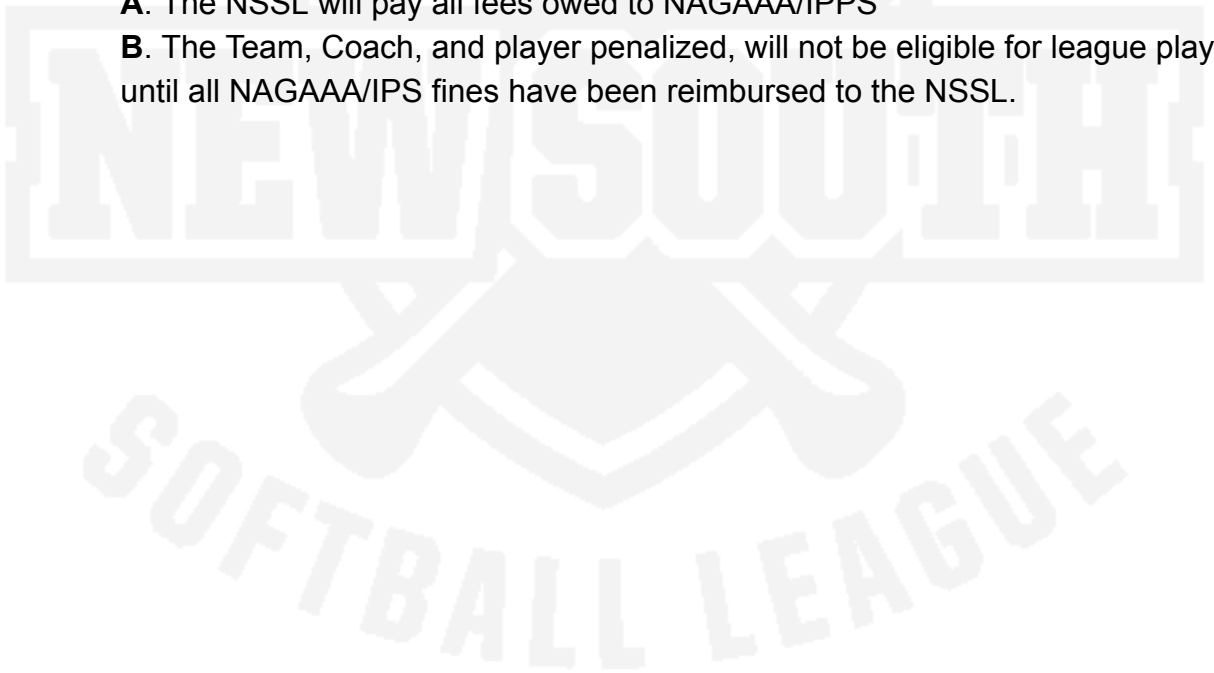 A. The NSSL will pay all fees owed to NAGAAA/IPPS
B. The Team, Coach, and player penalized, will not be eligible for league play
until all NAGAAA/IPS fines have been reimbursed to the NSSL.
NEW SOUTH
SOFTBALL LEAGUE